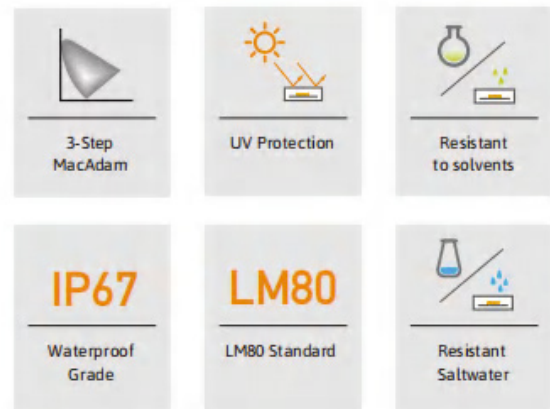 3-Step
MacAdam
UV Protection
Resistant
to solvents
IP67
Waterproof
Grade
LM80
LM80 Standard
Resistant
Saltwater